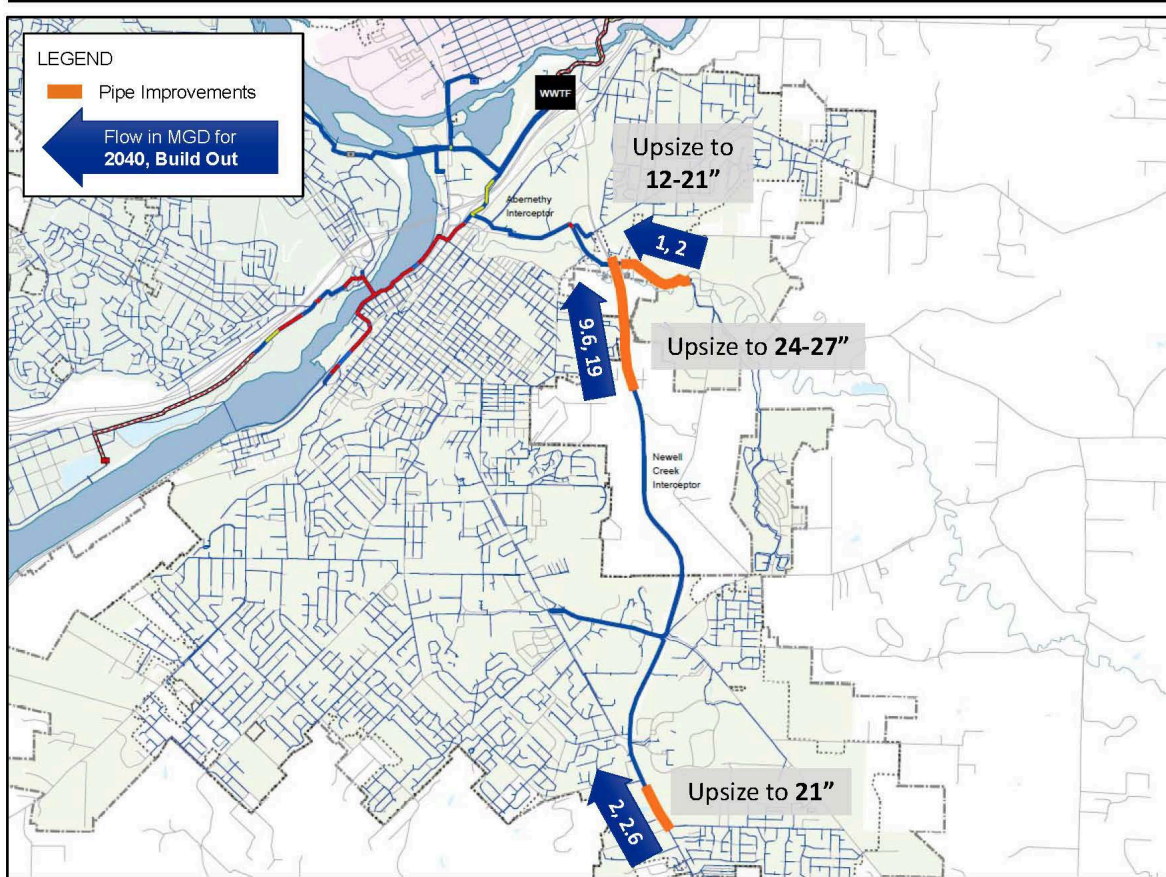 LEGEND
Pipe Improvements
Flow in MGD for
2040, Build Out
WWTF
Upsize to
12-21”
Abernethy
Interceptor
1, 2
9.6, 19
Upsize to 24-27”
Newell
Creek
Interceptor
Upsize to 21”
2, 2.6